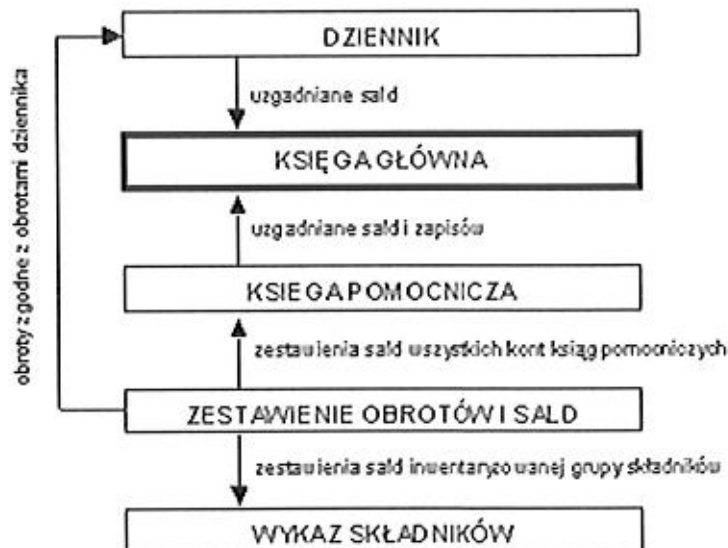 DZIENNIK
uzgadniane sald
KSIĘGA GŁÓWNA
uzgadniane sald i zapisów
KSIEGA POMOCNICZA
zestawienia sald wszystkich kont ksiąg pomocniczych
ZESTAWIENIE OBROTÓW I SALD
zestawienia sald inwentaryzowanej grupy składników
WYKAZ SKŁADNIKÓW
obroty zgodne z obrotami dziennika